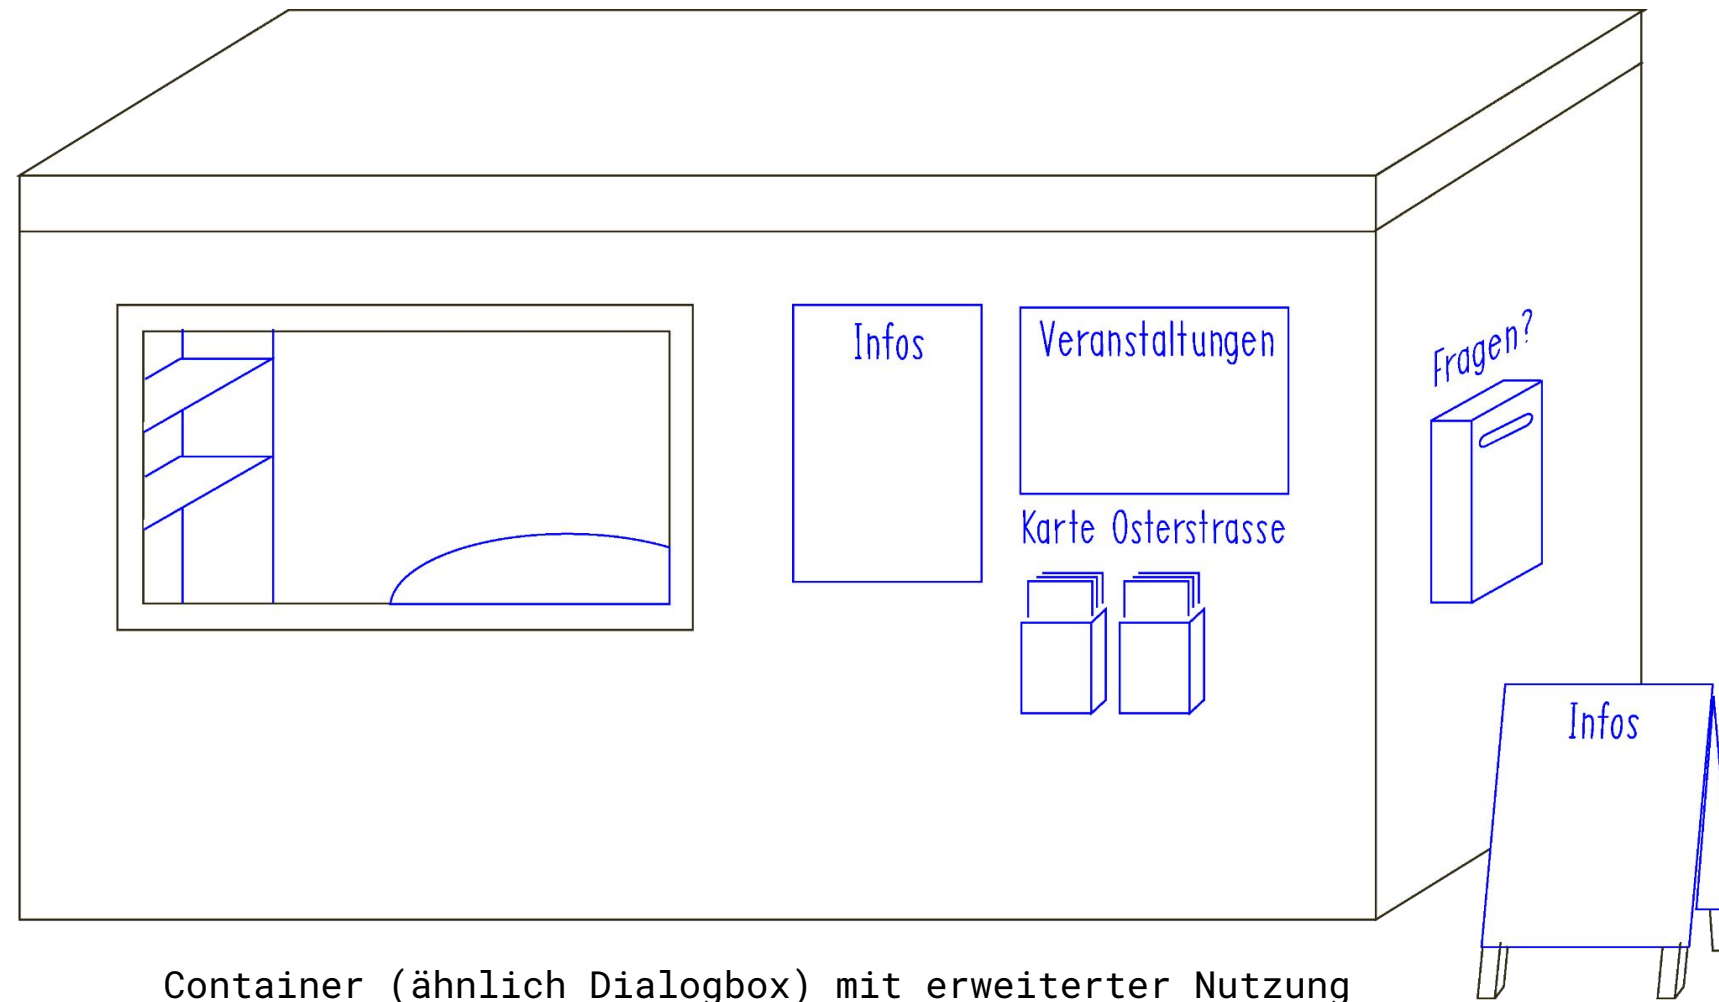 Infos
Veranstaltungen
Fragen?
Karte Osterstrasse
Infos
Container (ähnlich Dialogbox) mit erweiterter Nutzung